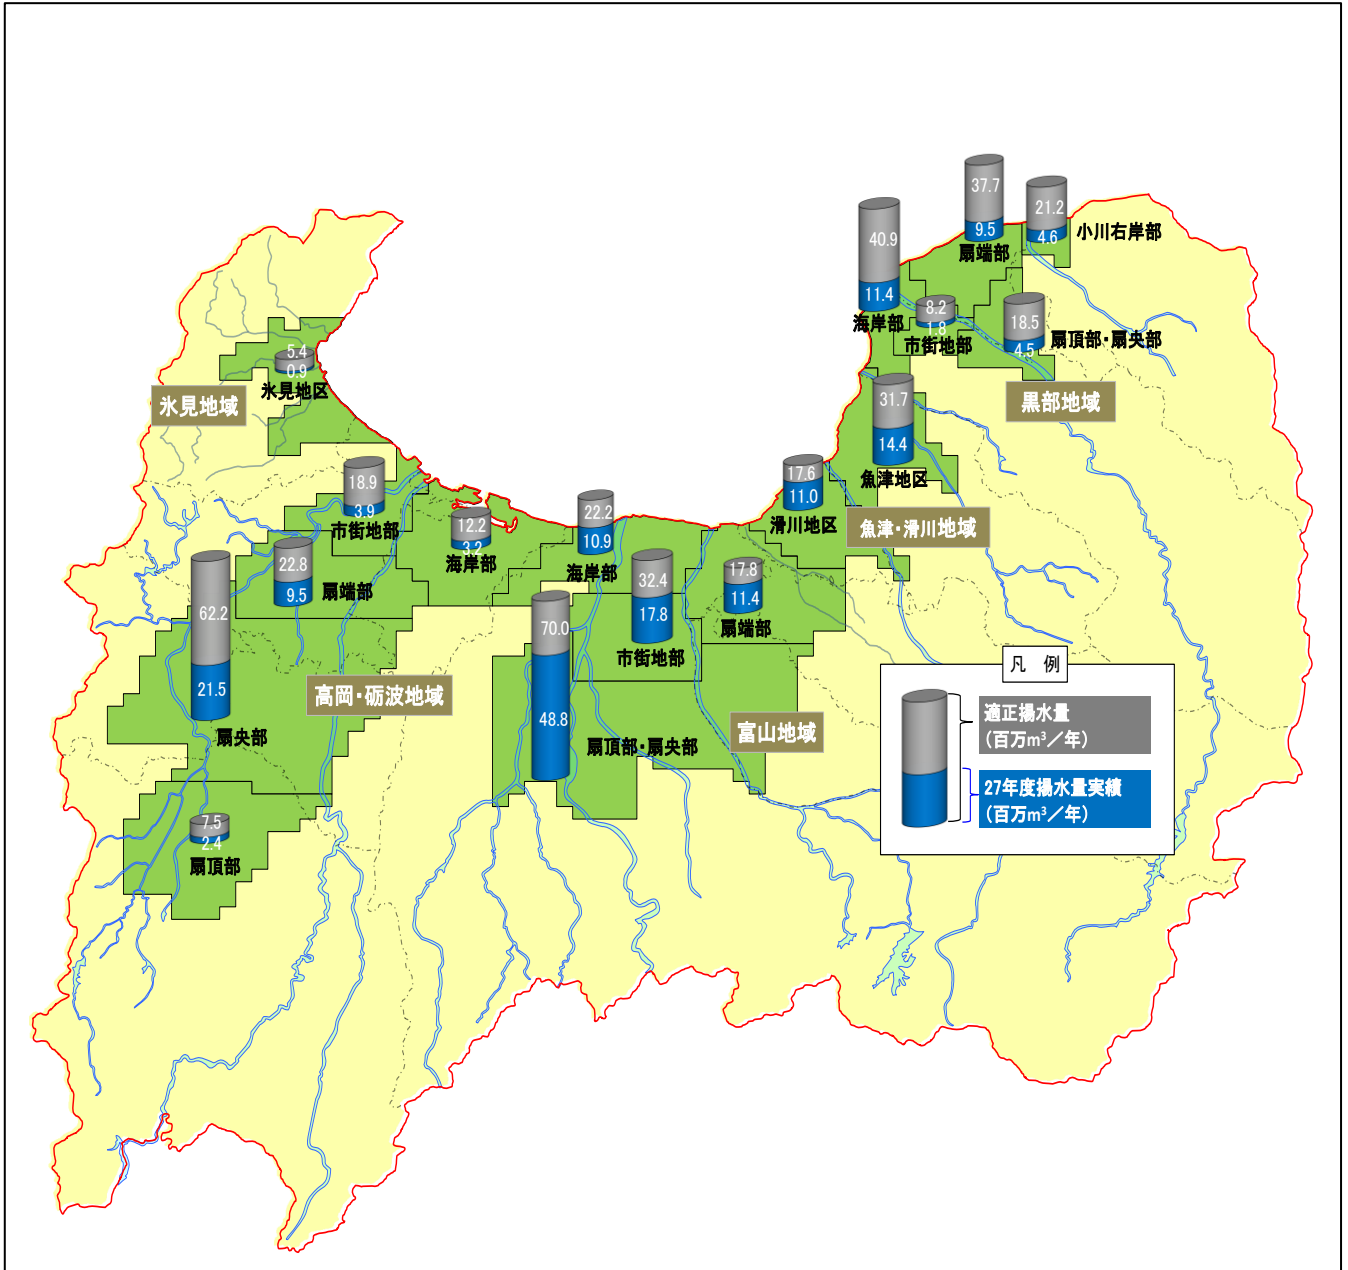 37.7
9.5
扇端部
21.2
4.6
小川右岸部
40.9
11.4
海岸部
8.2
1.8
市街地部
18.5
4.5
扇頂部・扇央部
黒部地域
5.4
0.9
氷見地区
氷見地域
31.7
14.4
魚津地区
17.6
11.0
滑川地区
魚津・滑川地域
18.9
3.9
市街地部
12.2
3.2
海岸部
22.2
10.9
海岸部
22.8
9.5
扇端部
32.4
17.8
市街地部
17.8
11.4
扇端部
62.2
21.5
扇央部
高岡・砺波地域
70.0
48.8
扇頂部・扇央部
富山地域
7.5
2.4
扇頂部
凡 例
適正揚水量
(百万m³/年)
27年度揚水量実績
(百万m³/年)